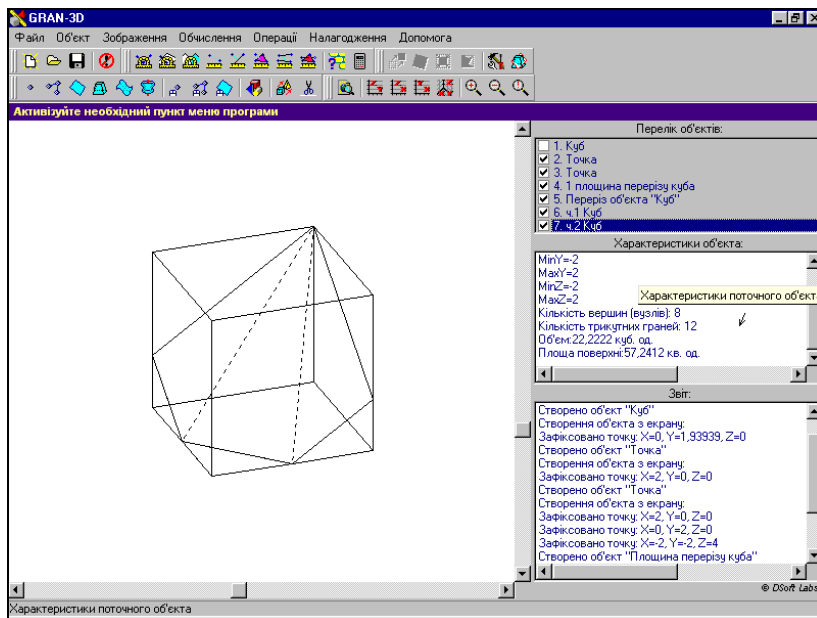 GRAN-3D
Файл Об'єкт Зображення Обчислення Операції Налагодження Допомога
Активізуйте необхідний пункт меню програми
Перелік об'єктів:
1. Куб
2. Точка
3. Точка
4. 1 площина перерізу куба
5. Переріз об'єкта "Куб"
6. ч.1 Куб
7. ч.2 Куб
Характеристики об'єкта:
MinY=-2
MaxY=2
MinZ=-2
MaxZ=2
Характеристики поточного об'єкт
Кількість вершин (вузлів): 8
Кількість трикутних граней: 12
Об'єм:22,2222 куб. од.
Площа поверхні:57,2412 кв. од.
Звіт:
Створено об'єкт "Куб"
Створення об'єкта з екрану:
Зафіксовано точку: X=0, Y=1,93939, Z=0
Створено об'єкт "Точка"
Створення об'єкта з екрану:
Зафіксовано точку: X=2, Y=0, Z=0
Створено об'єкт "Точка"
Створення об'єкта з екрану:
Зафіксовано точку: X=2, Y=0, Z=0
Зафіксовано точку: X=0, Y=2, Z=0
Зафіксовано точку: X=-2, Y=-2, Z=4
Створено об'єкт "Площина перерізу куба"
© DSoft Labs
Характеристики поточного об'єкта